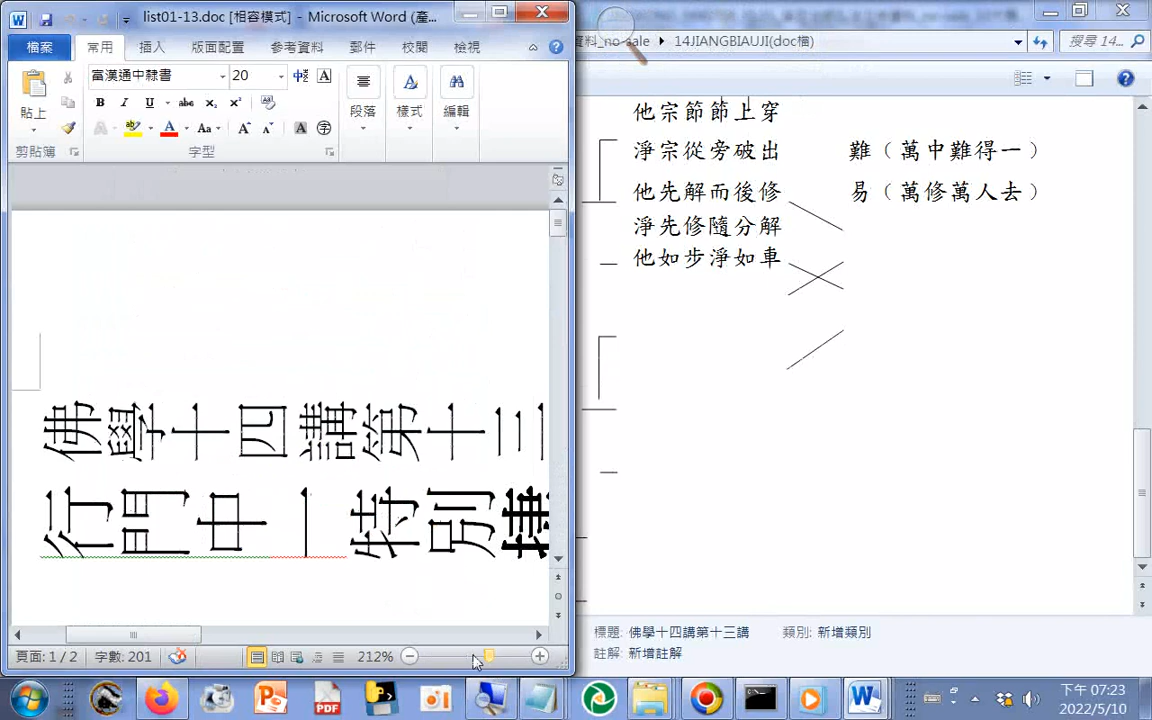 list01-13.doc [相容模式] - Microsoft Word (產...
檔案 常用 插入 版面配置 參考資料 郵件 校閱 檢視
富漢通中隸書 20
貼上
段落 樣式 編輯
剪貼簿 字型
佛學十四講第十三
行門中一特別
頁面: 1 / 2 字數: 201 212%
資料_no-sale 14JIANGBIAUJI(doc檔) 搜尋 14...
他宗節節上穿
淨宗從旁破出 難（萬中難得一）
他先解而後修 易（萬修萬人去）
淨先修隨分解
他如步淨如車
標題: 佛學十四講第十三講 類別: 新增類別
註解: 新增註解
下午 07:23
2022/5/10